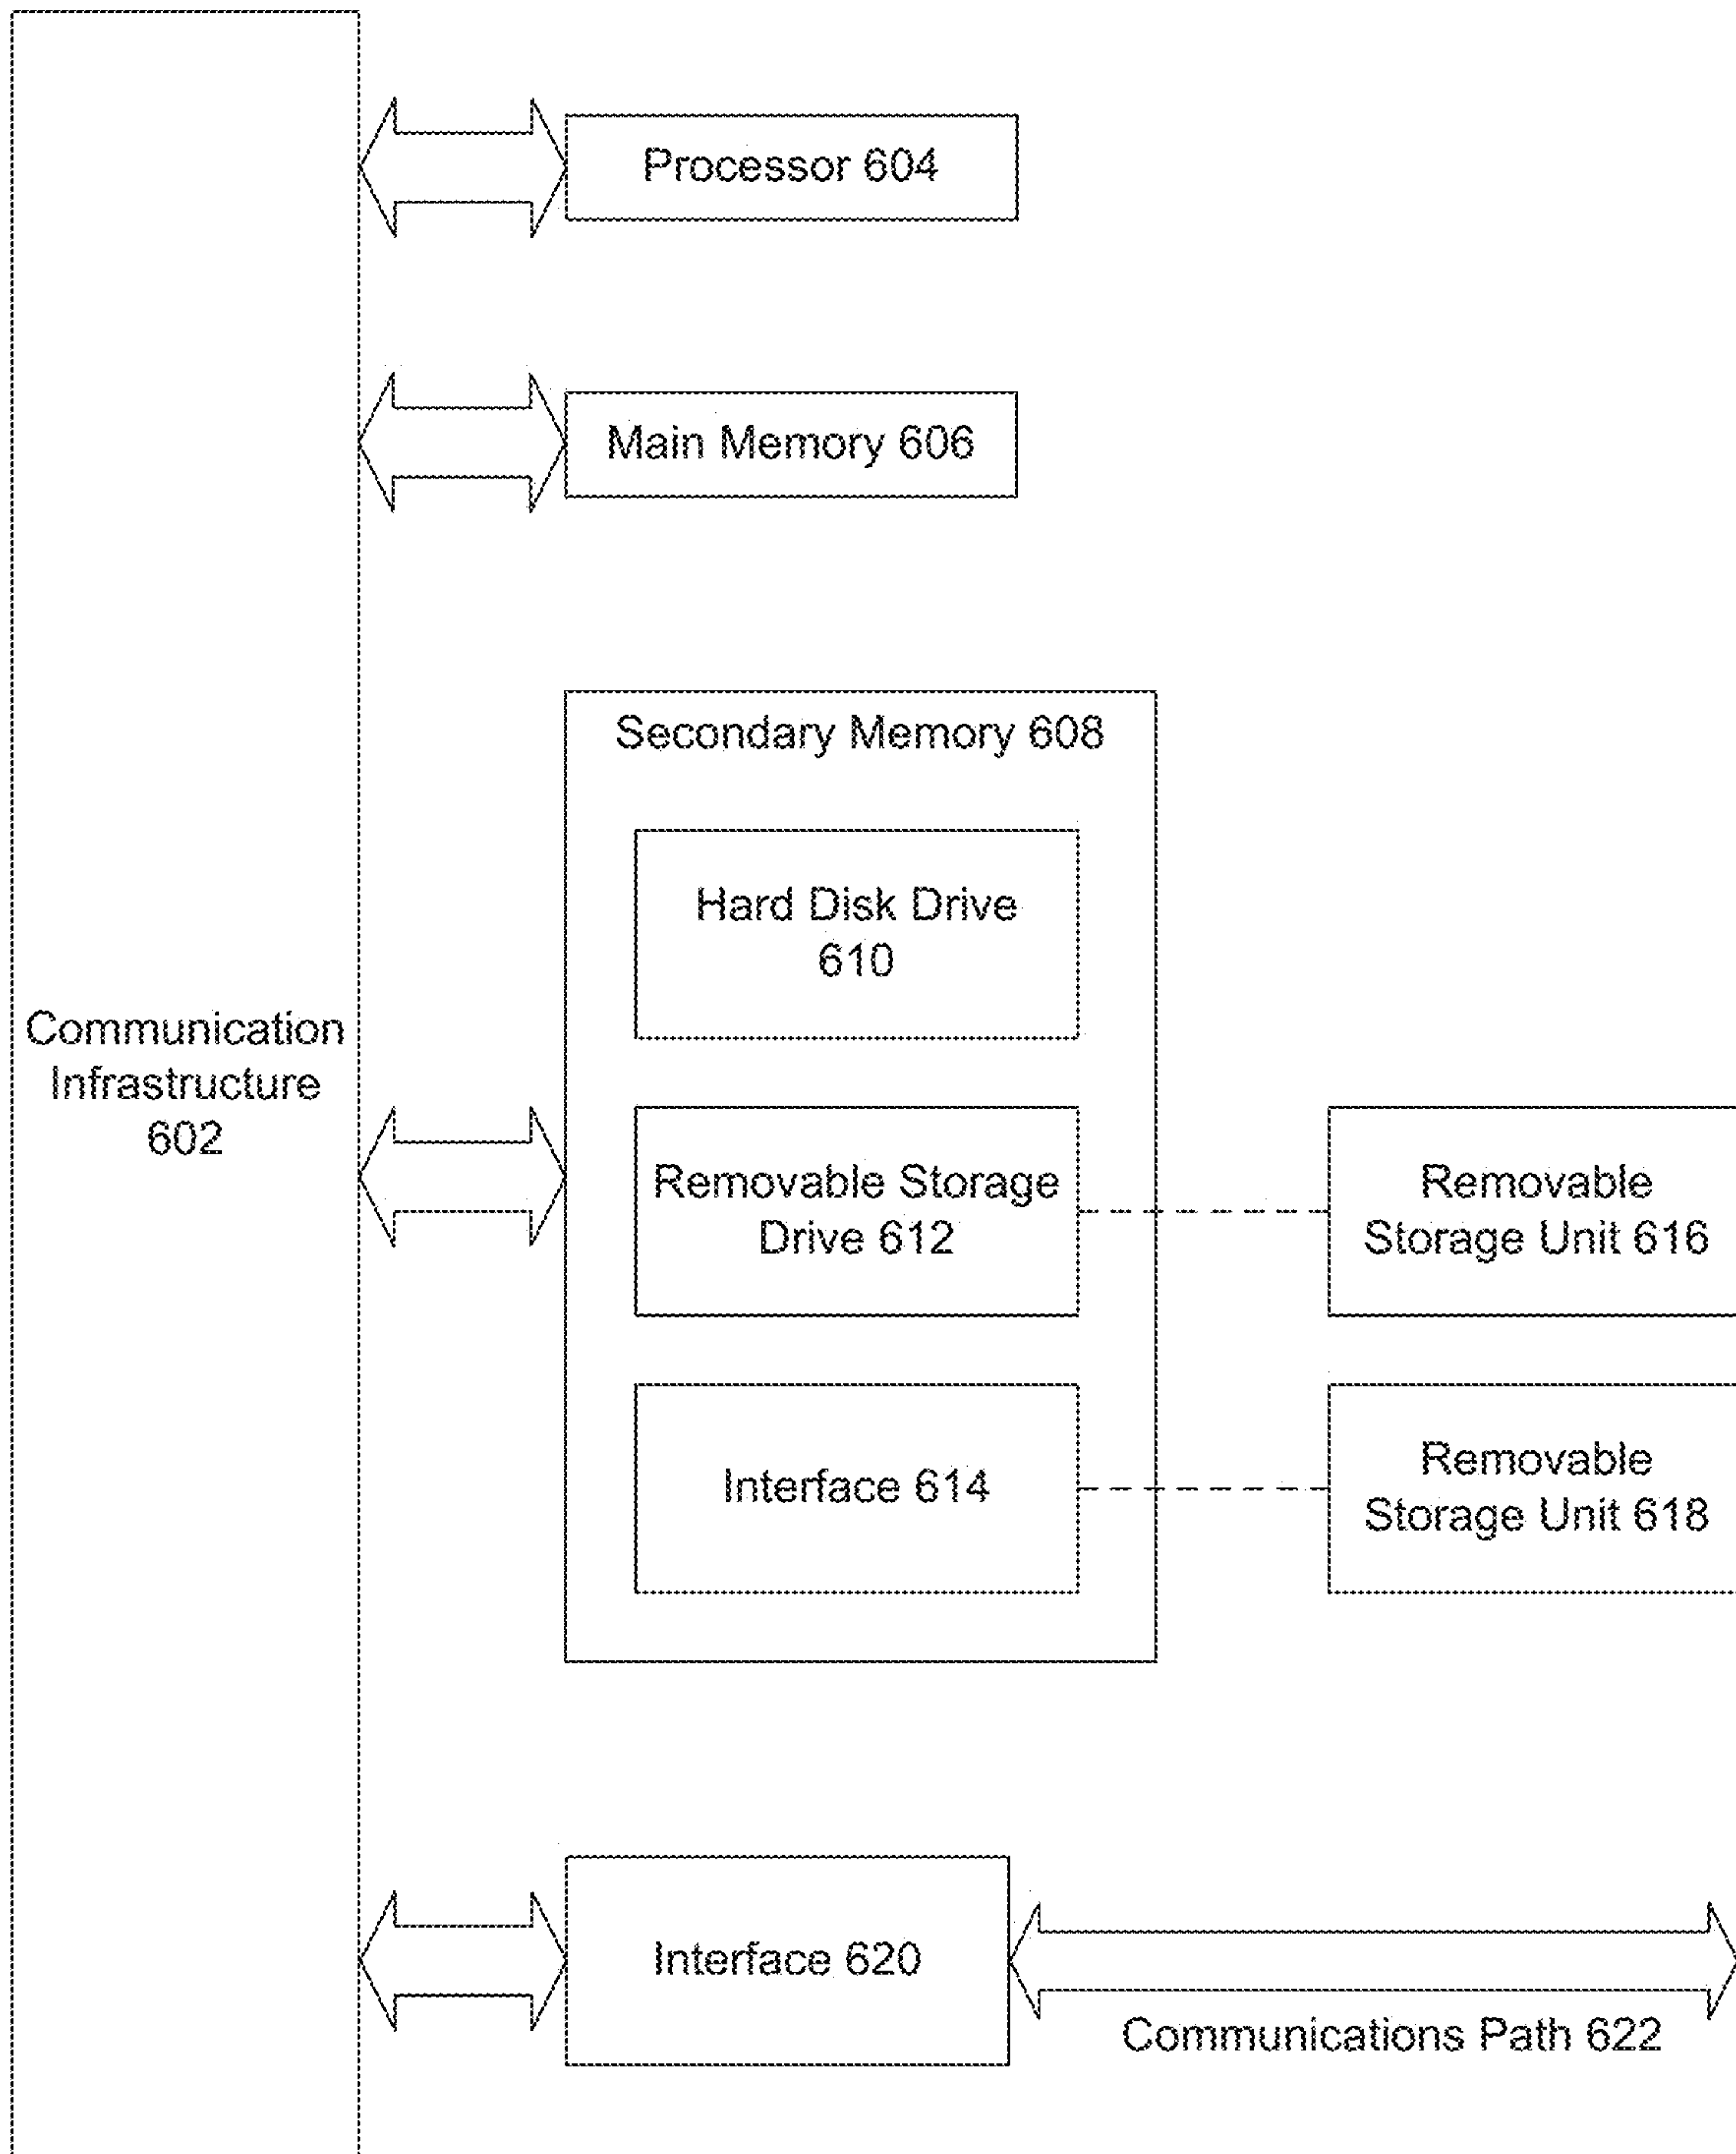 Processor 604
Main Memory 606
Secondary Memory 608
Hard Disk Drive
610
Communication
Infrastructure
602
Removable Storage
Drive 612
Removable
Storage Unit 616
Interface 614
Removable
Storage Unit 618
Interface 620
Communications Path 622